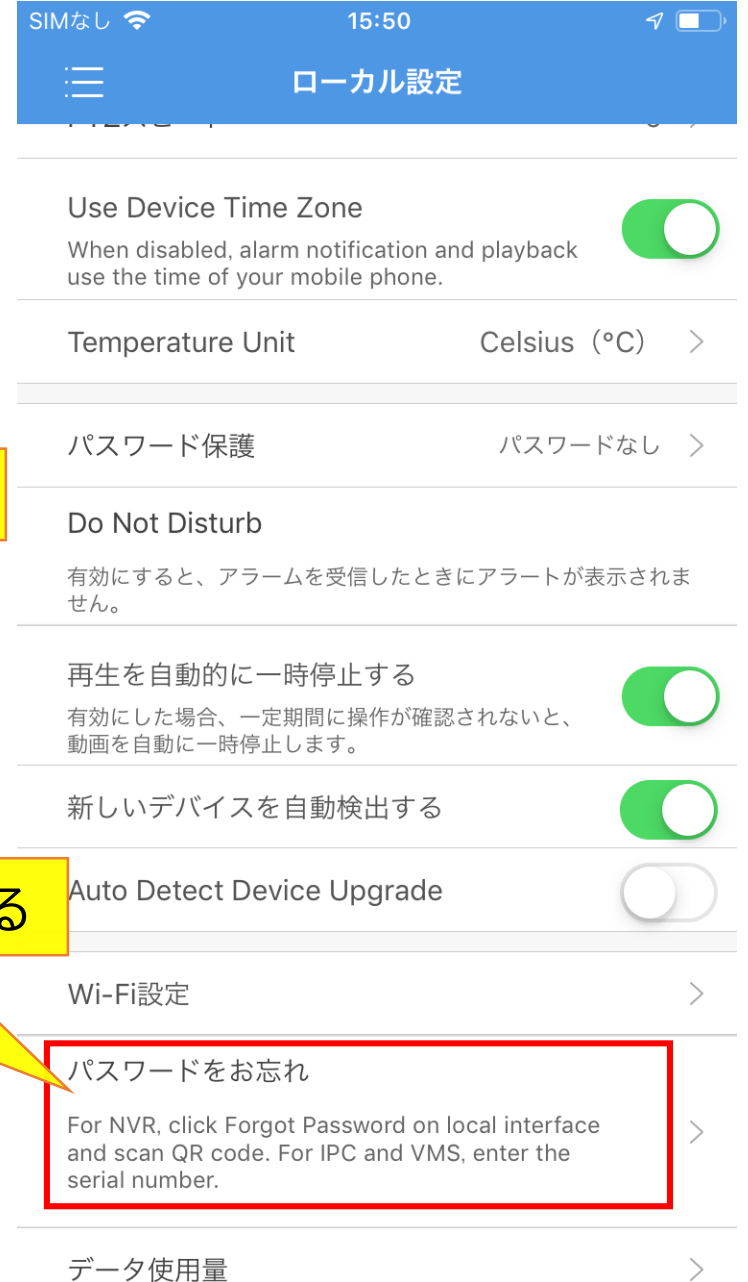 SIMなし 15:50
ローカル設定
Use Device Time Zone
When disabled, alarm notification and playback
use the time of your mobile phone.
Temperature Unit Celsius（°C）
パスワード保護 パスワードなし
Do Not Disturb
有効にすると、アラームを受信したときにアラートが表示されま
せん。
再生を自動的に一時停止する
有効にした場合、一定期間に操作が確認されないと、
動画を自動に一時停止します。
新しいデバイスを自動検出する
る
Auto Detect Device Upgrade
Wi-Fi設定
パスワードをお忘れ
For NVR, click Forgot Password on local interface
and scan QR code. For IPC and VMS, enter the
serial number.
データ使用量